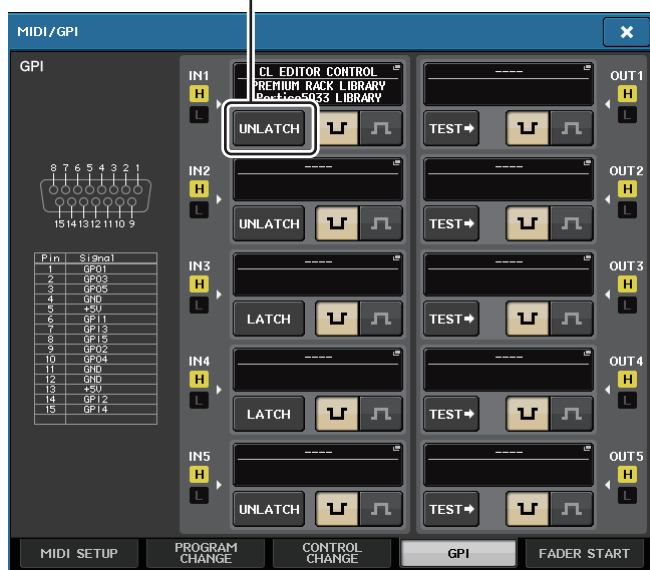 MIDI/GPI
GPI
IN1
H
L
CL EDITOR CONTROL
PREMIUM RACK LIBRARY
Portico5033 LIBRARY
UNLATCH
----
TEST
OUT1
H
L
8 7 6 5 4 3 2 1
15 14 13 12 11 10 9
IN2
H
L
----
UNLATCH
----
TEST
OUT2
H
L
Pin Signal
1 GPO1
2 GPO3
3 GPO5
4 GND
5 +5V
6 GPI1
7 GPI3
8 GPI5
9 GPO2
10 GPO4
11 GND
12 GND
13 +5V
14 GPI2
15 GPI4
IN3
H
L
----
LATCH
----
TEST
OUT3
H
L
IN4
H
L
----
LATCH
----
TEST
OUT4
H
L
IN5
H
L
----
UNLATCH
----
TEST
OUT5
H
L
MIDI SETUP
PROGRAM
CHANGE
CONTROL
CHANGE
GPI
FADER START